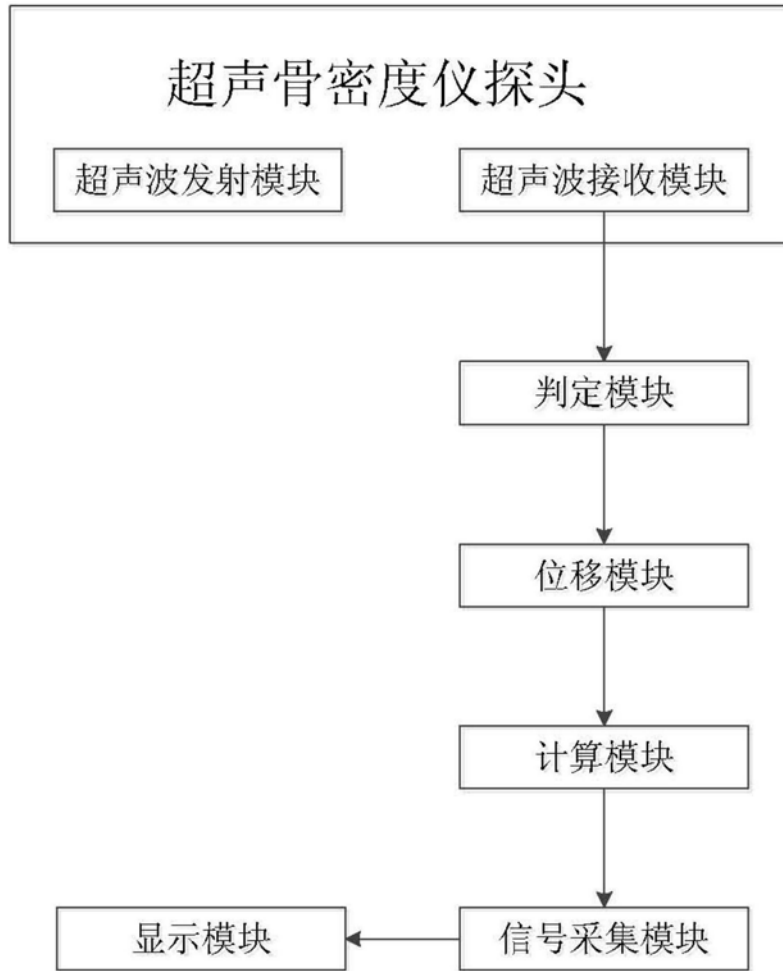 超声骨密度仪探头
超声波发射模块
超声波接收模块
判定模块
位移模块
计算模块
显示模块
信号采集模块